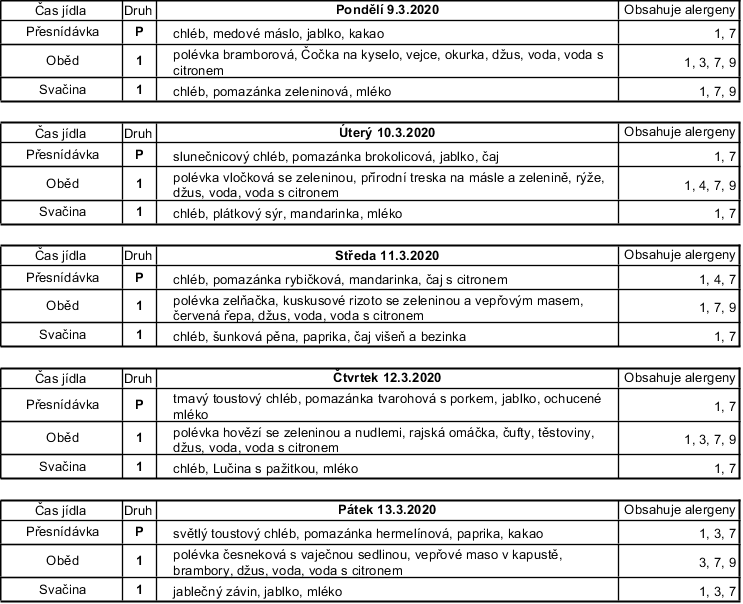 Čas jídla Druh Pondělí 9.3.2020 Obsahuje alergeny
Přesnídávka P chléb, medové máslo, jablko, kakao 1, 7
Oběd 1 polévka bramborová, Čočka na kyselo, vejce, okurka, džus, voda, voda s 1, 3, 7, 9
citronem
Svačina 1 chléb, pomazánka zeleninová, mléko 1, 7, 9
Čas jídla Druh Úterý 10.3.2020 Obsahuje alergeny
Přesnídávka P slunečnicový chléb, pomazánka brokolicová, jablko, čaj 1, 7
Oběd 1 polévka vločková se zeleninou, přírodní treska na másle a zelenině, rýže, 1, 4, 7, 9
džus, voda, voda s citronem
Svačina 1 chléb, plátkový sýr, mandarinka, mléko 1, 7
Čas jídla Druh Středa 11.3.2020 Obsahuje alergeny
Přesnídávka P chléb, pomazánka rybičková, mandarinka, čaj s citronem 1, 4, 7
Oběd 1 polévka zelňačka, kuskusové rizoto se zeleninou a vepřovým masem, 1, 7, 9
červená řepa, džus, voda, voda s citronem
Svačina 1 chléb, šunková pěna, paprika, čaj višeň a bezinka 1, 7
Čas jídla Druh Čtvrtek 12.3.2020 Obsahuje alergeny
Přesnídávka P tmavý toustový chléb, pomazánka tvarohová s porkem, jablko, ochucené 1, 7
mléko
Oběd 1 polévka hovězí se zeleninou a nudlemi, rajská omáčka, čufty, těstoviny, 1, 3, 7, 9
džus, voda, voda s citronem
Svačina 1 chléb, Lučina s pažitkou, mléko 1, 7
Čas jídla Druh Pátek 13.3.2020 Obsahuje alergeny
Přesnídávka P světlý toustový chléb, pomazánka hermelínová, paprika, kakao 1, 3, 7
Oběd 1 polévka česneková s vaječnou sedlinou, vepřové maso v kapustě, 3, 7, 9
brambory, džus, voda, voda s citronem
Svačina 1 jablečný závin, jablko, mléko 1, 3, 7